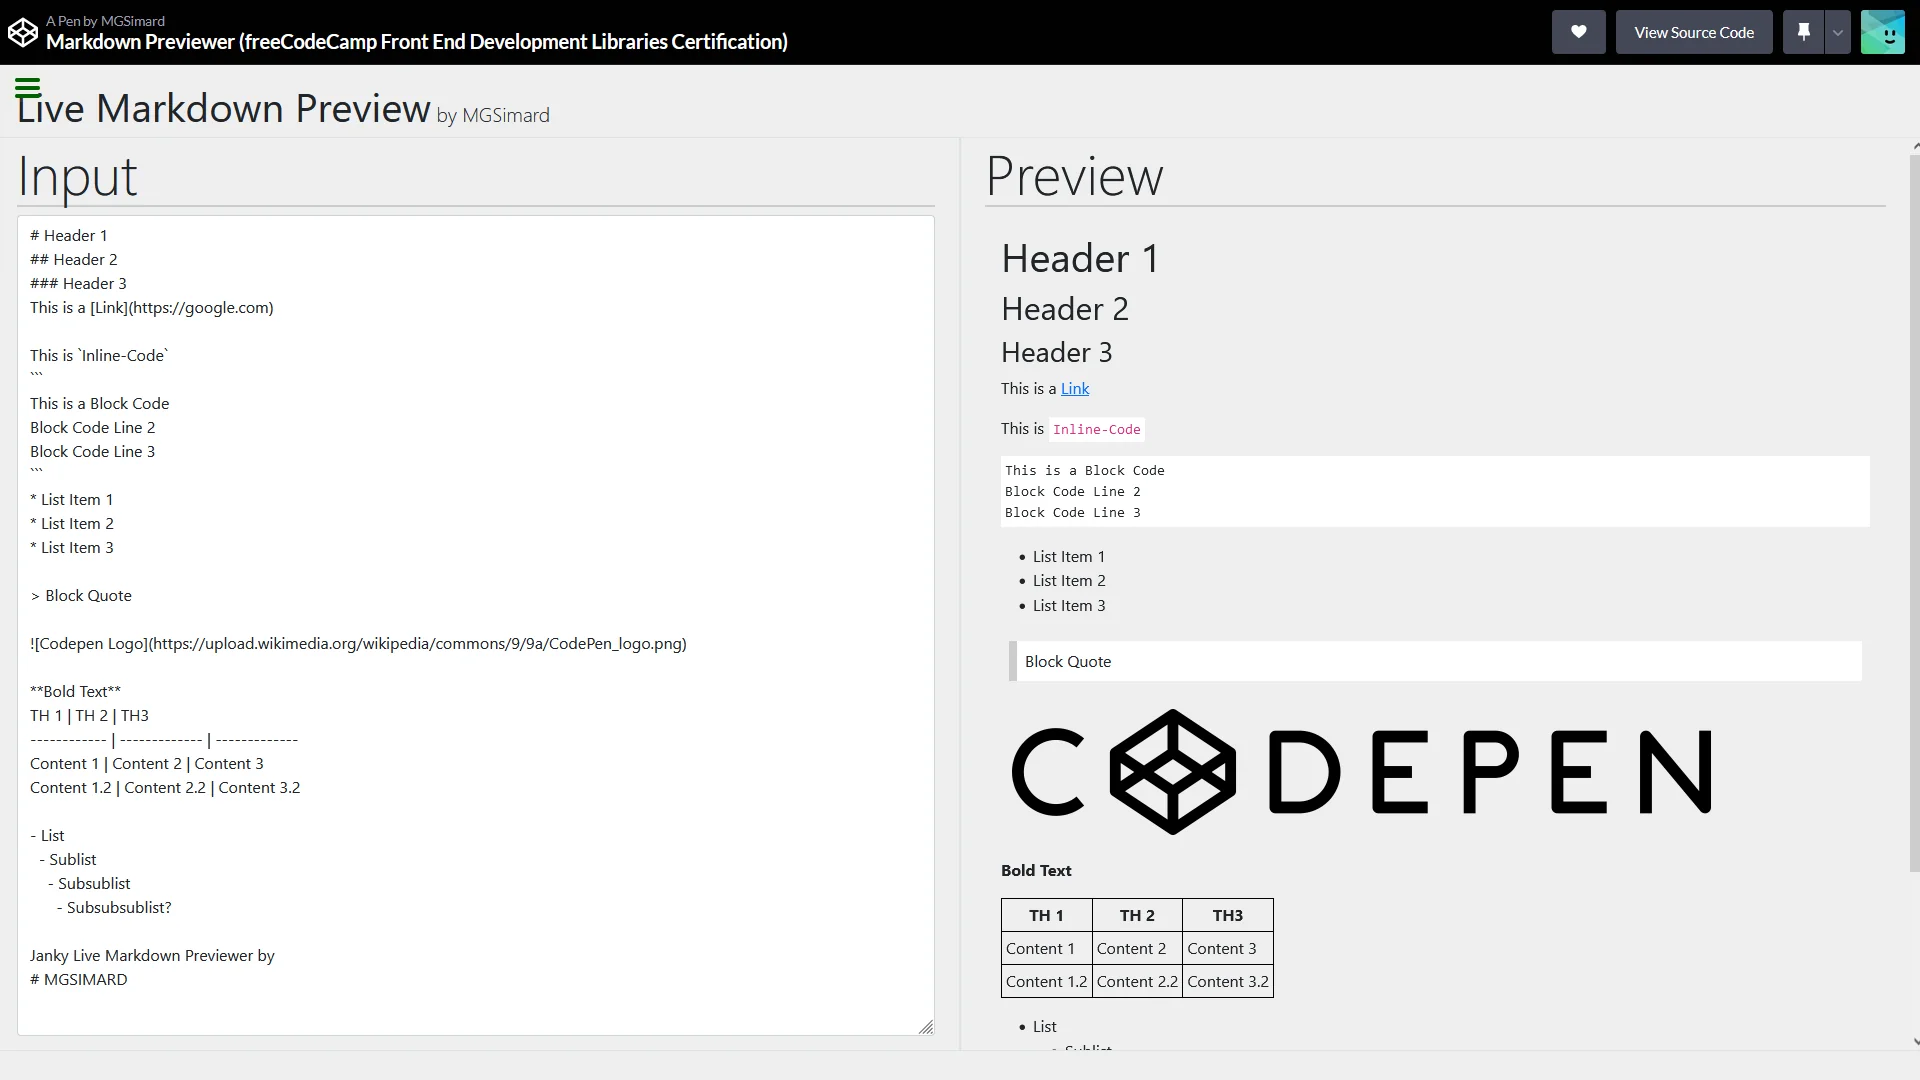 A Pen by MGSimard
Markdown Previewer (freeCodeCamp Front End Development Libraries Certification)
View Source Code
Live Markdown Preview by MGSimard
Input
# Header 1
## Header 2
### Header 3
This is a [Link](https://google.com)
This is `Inline-Code`
```
This is a Block Code
Block Code Line 2
Block Code Line 3
```
* List Item 1
* List Item 2
* List Item 3
> Block Quote
![Codepen Logo](https://upload.wikimedia.org/wikipedia/commons/9/9a/CodePen_logo.png)
**Bold Text**
TH 1 | TH 2 | TH3
------------ | ------------- | -------------
Content 1 | Content 2 | Content 3
Content 1.2 | Content 2.2 | Content 3.2
- List
  - Sublist
    - Subsublist
      - Subsubsublist?
Janky Live Markdown Previewer by
# MGSIMARD
Preview
Header 1
Header 2
Header 3
This is a Link
This is Inline-Code
This is a Block Code
Block Code Line 2
Block Code Line 3
• List Item 1
• List Item 2
• List Item 3
Block Quote
CODEPEN
Bold Text
TH 1 TH 2 TH3
Content 1 Content 2 Content 3
Content 1.2 Content 2.2 Content 3.2
• List
Sublist